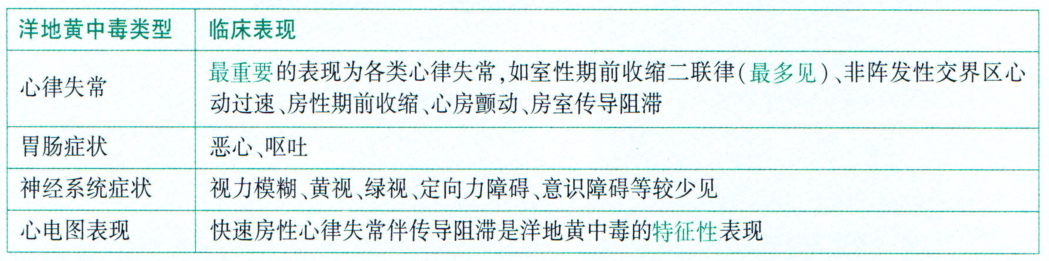 洋地黄中毒类型 临床表现
心律失常 最重要的表现为各类心律失常,如室性期前收缩二联律(最多见)、非阵发性交界区心
动过速、房性期前收缩、心房颤动、房室传导阻滞
胃肠症状 恶心、呕吐
神经系统症状 视力模糊、黄视、绿视、定向力障碍、意识障碍等较少见
心电图表现 快速房性心律失常伴传导阻滞是洋地黄中毒的特征性表现